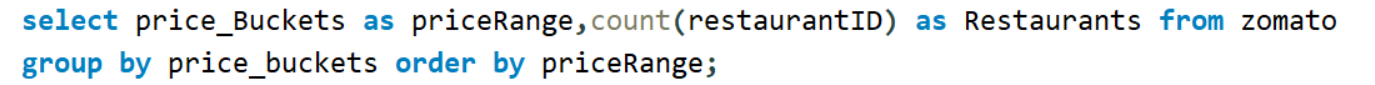 select price_Buckets as priceRange,count(restaurantID) as Restaurants from zomato
group by price_buckets order by priceRange;